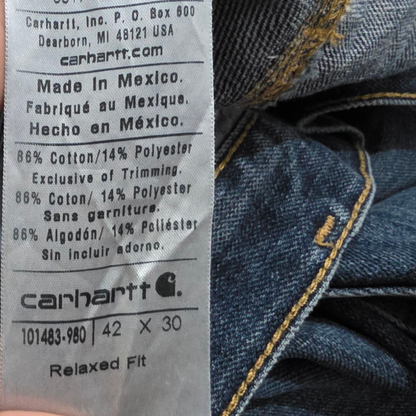 Carhartt, Inc. P. O. Box 600
Dearborn, MI 48121 USA
carhartt.com
Made in Mexico.
Fabriqué au Mexique.
Hecho en México.
86% Cotton/14% Polyester
Exclusive of Trimming.
86% Coton/ 14% Polyester
Sans garniture.
86% Algodón/ 14% Poliéster
Sin incluir adorno.
carhartt
101483-980 42 X 30
Relaxed Fit